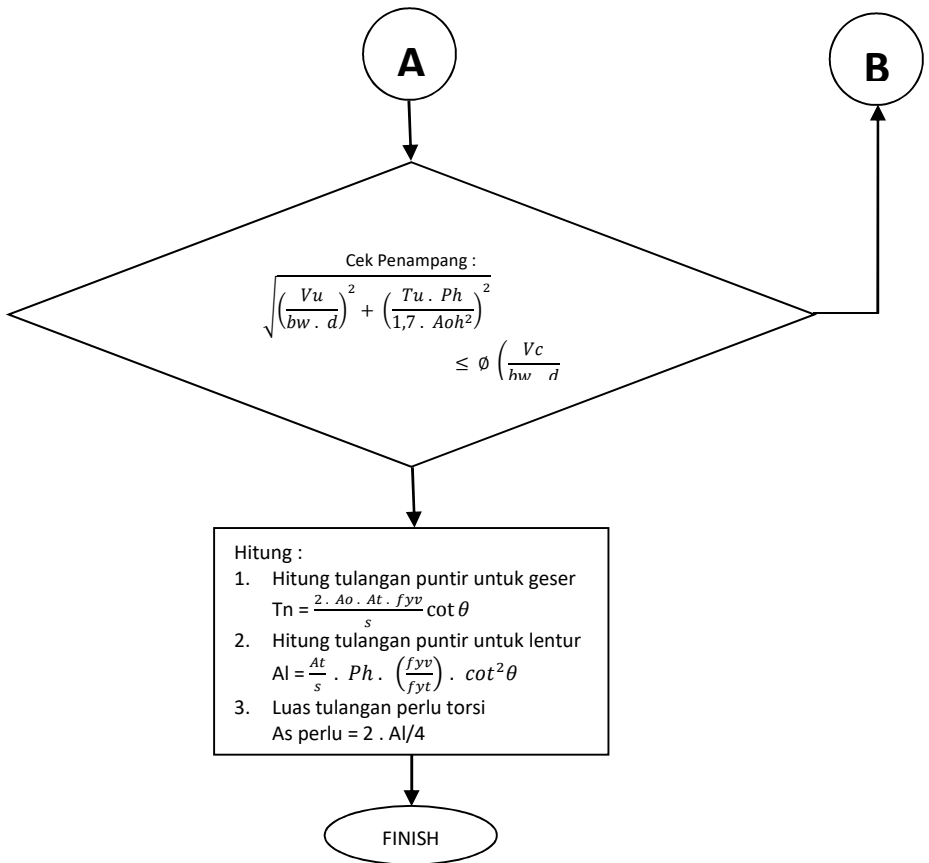 A
B
Cek Penampang :
√((Vu / bw . d)² + (Tu . Ph / 1,7 . Aoh²)²)
≤ ∅ (Vc / bw d
Hitung :
1. Hitung tulangan puntir untuk geser
Tn = (2 . Ao . At . fyv / s) cot θ
2. Hitung tulangan puntir untuk lentur
Al = (At / s) . Ph . (fyv / fyt) . cot²θ
3. Luas tulangan perlu torsi
As perlu = 2 . Al/4
FINISH